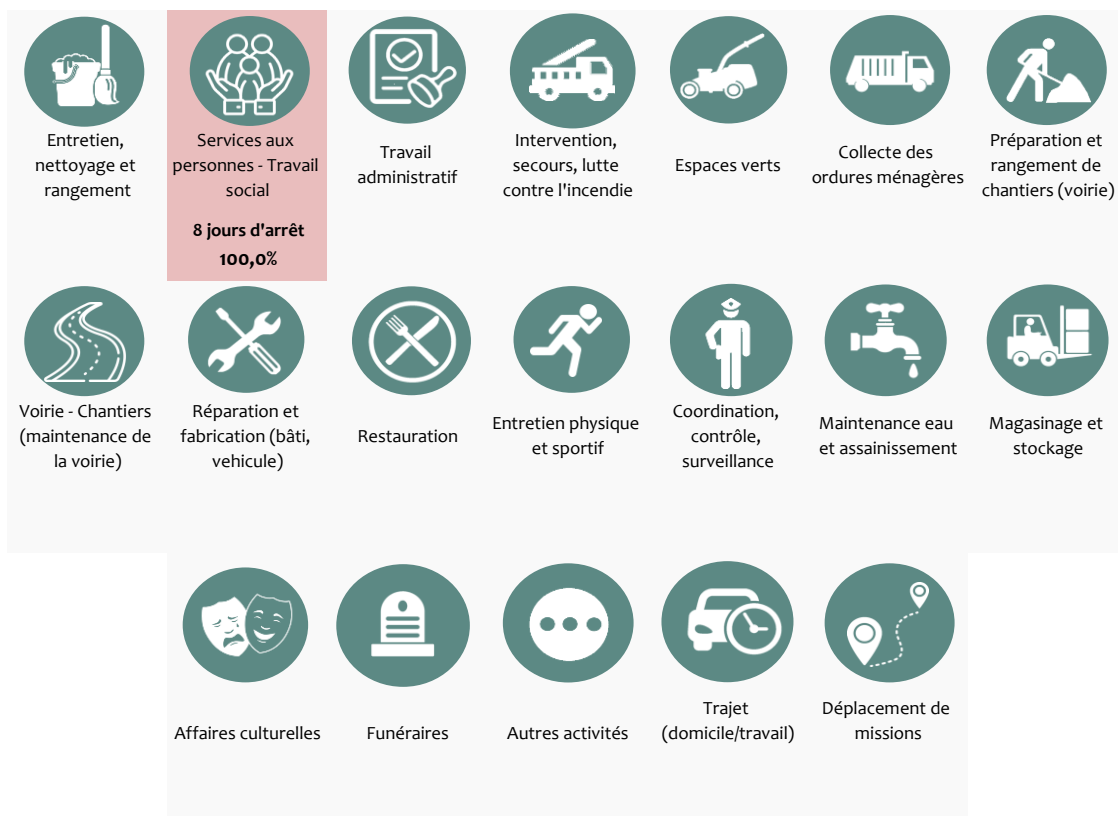 Entretien,
nettoyage et
rangement
Services aux
personnes - Travail
social
8 jours d'arrêt
100,0%
Travail
administratif
Intervention,
secours, lutte
contre l'incendie
Espaces verts
Collecte des
ordures ménagères
Préparation et
rangement de
chantiers (voirie)
Voirie - Chantiers
(maintenance de
la voirie)
Réparation et
fabrication (bâti,
vehicule)
Restauration
Entretien physique
et sportif
Coordination,
contrôle,
surveillance
Maintenance eau
et assainissement
Magasinage et
stockage
Affaires culturelles
Funéraires
Autres activités
Trajet
(domicile/travail)
Déplacement de
missions